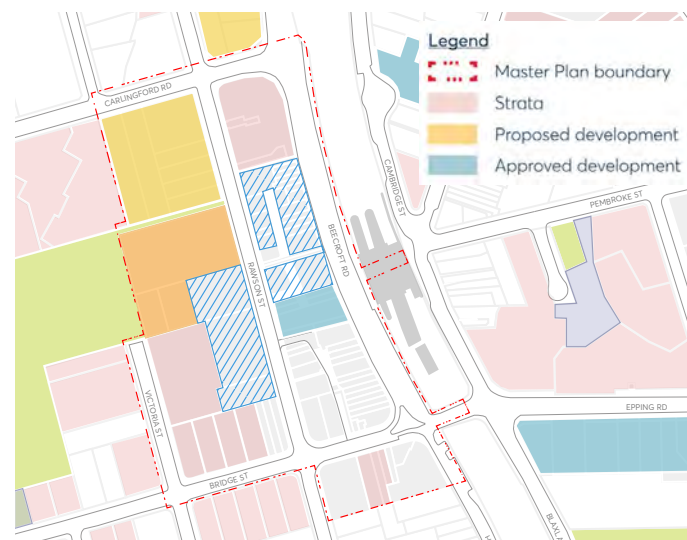 Legend
Master Plan boundary
Strata
Proposed development
Approved development
CARLINGFORD RD
CAMBRIDGE ST
PEMBROKE ST
BEECROFT RD
RAWSON ST
VICTORIA ST
EPPING RD
BRIDGE ST